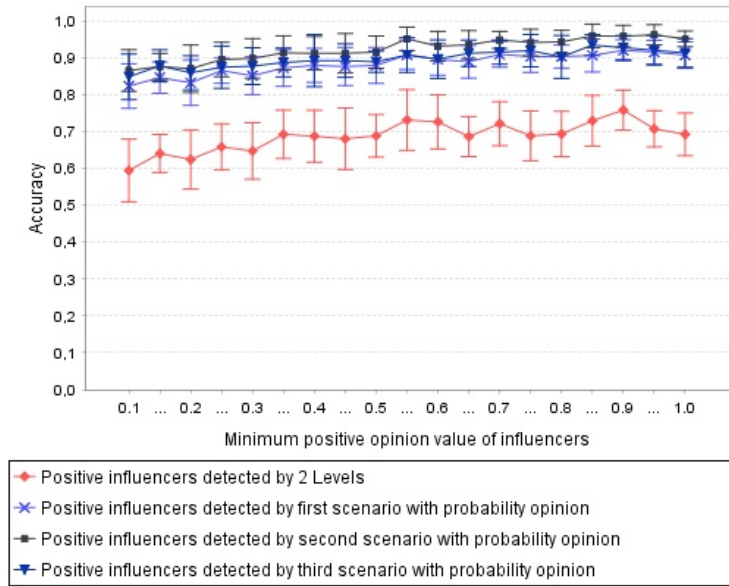 1.0
0.9
0.8
0.7
0.6
0.5
0.4
0.3
0.2
0.1
0.0
Accuracy
0.1 ... 0.2 ... 0.3 ... 0.4 ... 0.5 ... 0.6 ... 0.7 ... 0.8 ... 0.9 ... 1.0
Minimum positive opinion value of influencers
Positive influencers detected by 2 Levels
Positive influencers detected by first scenario with probability opinion
Positive influencers detected by second scenario with probability opinion
Positive influencers detected by third scenario with probability opinion